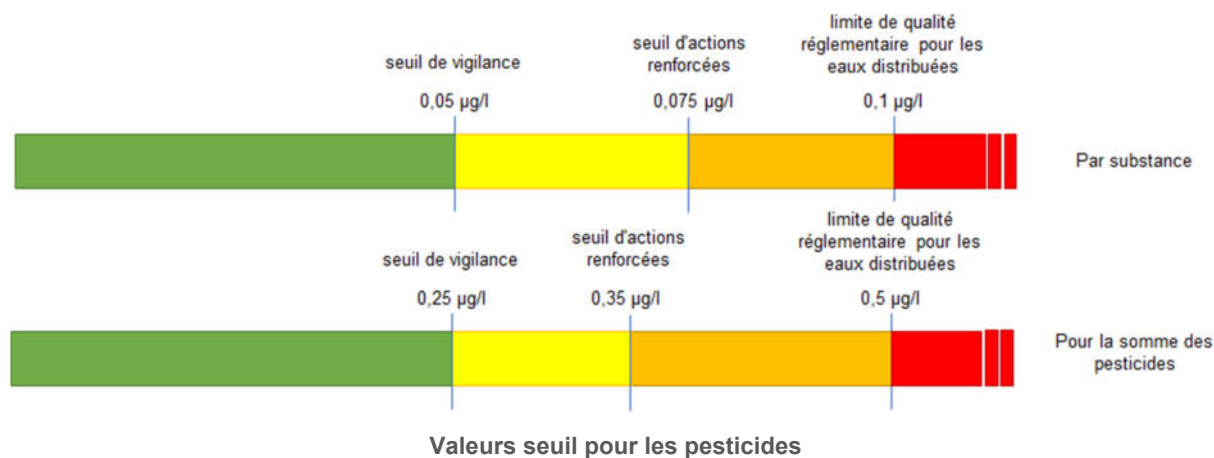 seuil de vigilance
0,05 µg/l
seuil d'actions
renforcées
0,075 µg/l
limite de qualité
réglementaire pour les
eaux distribuées
0,1 µg/l
Par substance
seuil de vigilance
0,25 µg/l
seuil d'actions
renforcées
0,35 µg/l
limite de qualité
réglementaire pour les
eaux distribuées
0,5 µg/l
Pour la somme des
pesticides
Valeurs seuil pour les pesticides